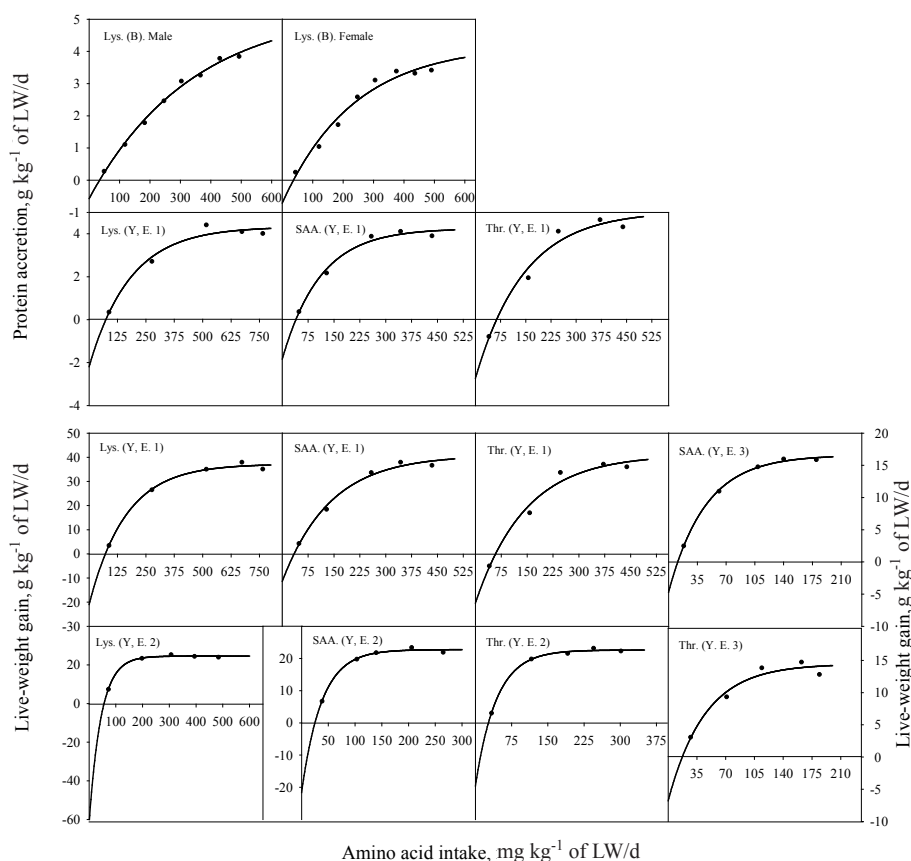 Protein accretion, g kg-1 of LW/d
5
4
3
2
1
0
-1
Lys. (B). Male
100 200 300 400 500 600
Lys. (B). Female
100 200 300 400 500 600
4
2
0
-2
-4
Lys. (Y, E. 1)
125 250 375 500 625 750
SAA. (Y, E. 1)
75 150 225 300 375 450 525
Thr. (Y, E. 1)
75 150 225 300 375 450 525
Live-weight gain, g kg-1 of LW/d
50
40
30
20
10
0
-10
-20
-30
Lys. (Y, E. 1)
125 250 375 500 625 750
SAA. (Y, E. 1)
75 150 225 300 375 450 525
Thr. (Y, E. 1)
75 150 225 300 375 450 525
SAA. (Y, E. 3)
35 70 105 140 175 210
20
15
10
5
0
-5
-10
Live-weight gain, g kg-1 of LW/d
20
0
-20
-40
-60
Lys. (Y, E. 2)
100 200 300 400 500 600
20
0
-20
SAA. (Y, E. 2)
50 100 150 200 250 300
Thr. (Y, E. 2)
75 150 225 300 375
Thr. (Y. E. 3)
35 70 105 140 175 210
15
10
5
0
-5
-10
Amino acid intake, mg kg-1 of LW/d